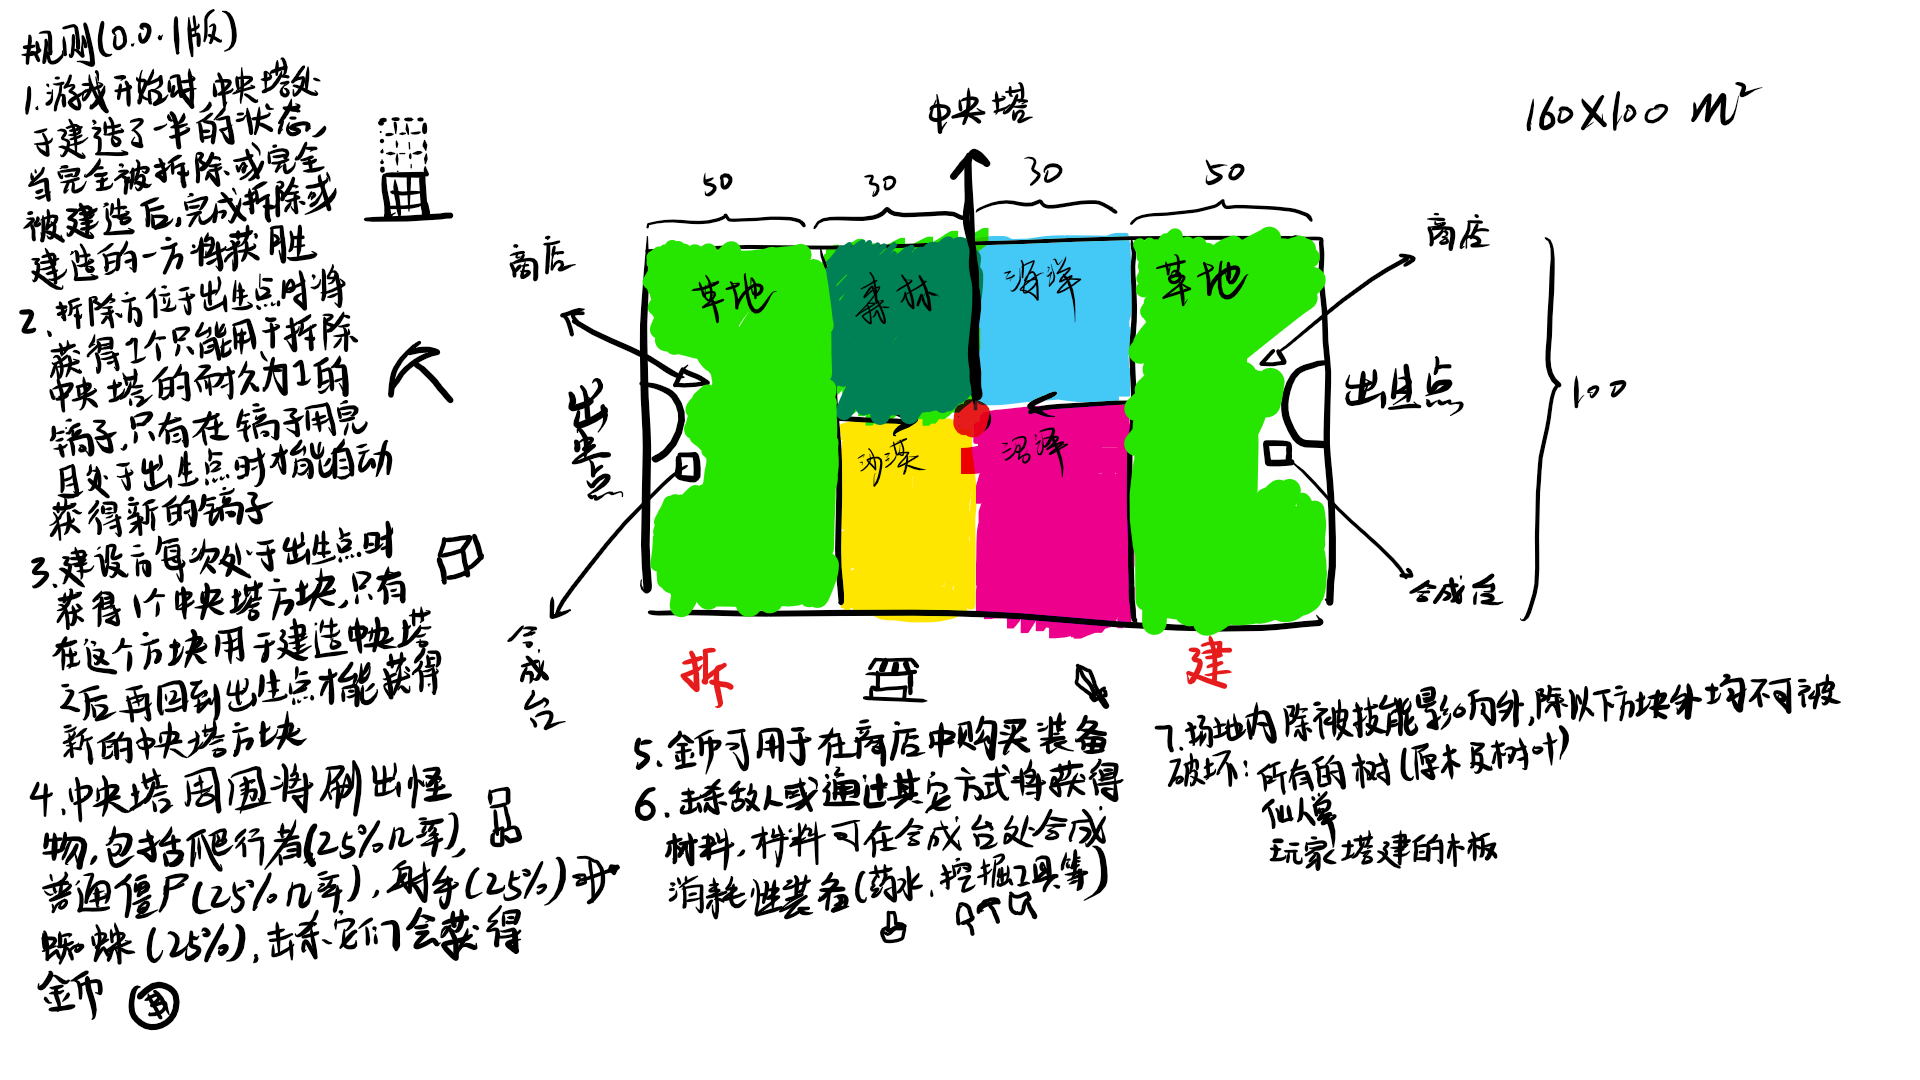 规则(0.0.1版)
1.游戏开始时,中央塔处
于建造了一半的状态,
当完全被拆除或完全
被建造后,完成拆除或
建造的一方将获胜
2.拆除方位于出生点时将
获得1个只能用于拆除
中央塔的耐久为1的
镐子,只有在镐子用完
且处于出生点时才能自动
获得新的镐子
3.建设方每次处于出生点时
获得1个中央塔方块,只有
在这个方块用于建造中央塔
之后再回到出生点才能获得
新的中央塔方块
4.中央塔周围将刷出怪
物,包括爬行者(25%几率),
普通僵尸(25%几率),射手(25%)
蜘蛛(25%),击杀它们会获得
金币
中央塔
160X100 m²
50
30
30
50
商店
商店
草地
森林
海洋
草地
出生点
出生点
100
沙漠
沼泽
合成台
合成台
拆
建
5.金币可用于在商店中购买装备
6.击杀敌人或通过其它方式将获得
材料,材料可在合成台处合成
消耗性装备(药水,挖掘工具等)
7.场地内除被技能影响外,除以下方块外均不可被
破坏:所有的树(原木及树叶)
仙人掌
玩家塔建的木板